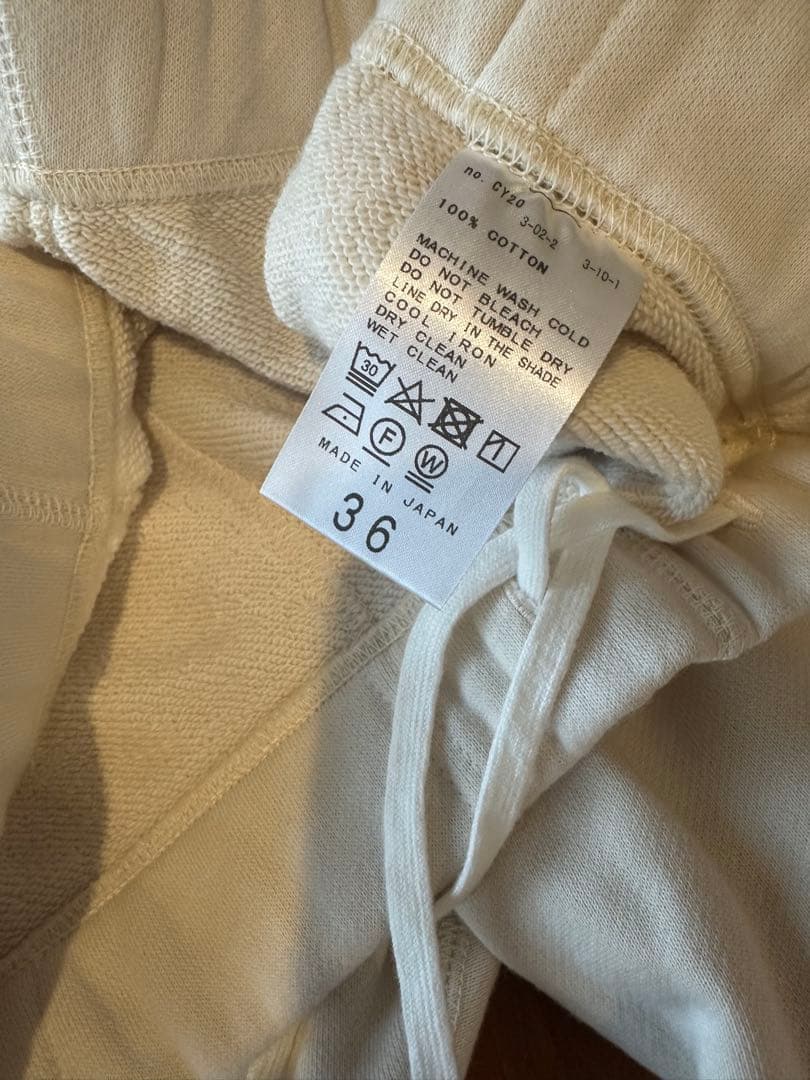 no. CY20
3-02-2
3-10-1
100% COTTON
MACHINE WASH COLD
DO NOT BLEACH
DO NOT TUMBLE DRY
LINE DRY IN THE SHADE
COOL IRON
DRY CLEAN
WET CLEAN
30
F W
MADE IN JAPAN
36